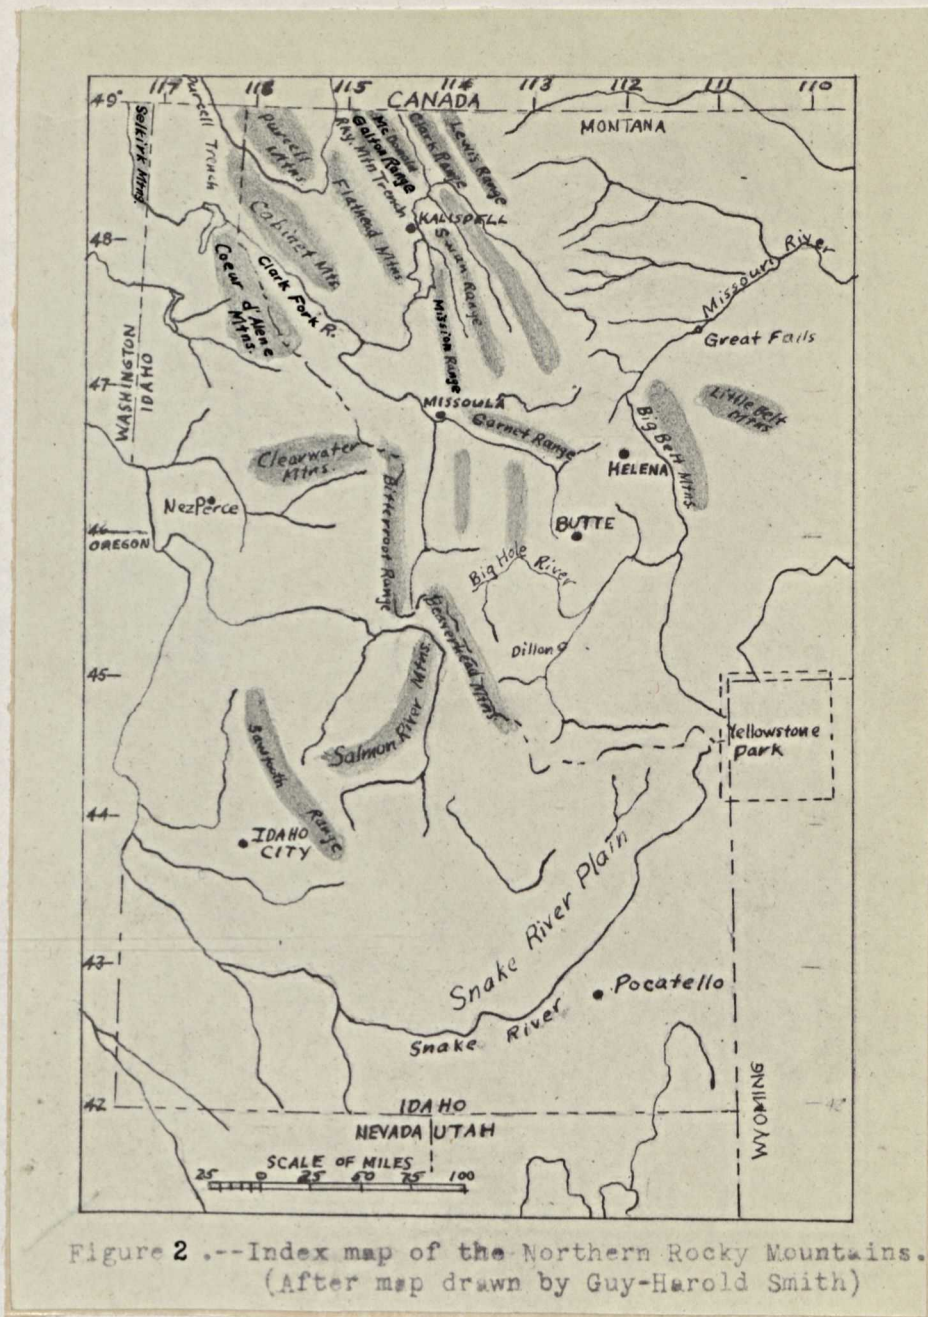 117 116 115 114 113 112 111 110
49°
CANADA
MONTANA
Selkirk Mtns
Purcell Trench
Purcell
Mtns
McDonald
Galton Range
Rky. Mtn Trench
Clark Range
Lewis Range
Flathead Mtns
Cabinet Mts
KALISPELL
48
Swan Range
Missouri River
Coeur
d'Alene
Mtns.
Clark Fork R.
Mission Range
Great Falls
WASHINGTON
IDAHO
47
MISSOULA
Garnet Range
Big Belt Mtns
Little Belt
Mtns
Clearwater
Mtns.
HELENA
NezPerce
Bitterroot Range
BUTTE
46
OREGON
Big Hole River
Beaverhead Mtns
Dillon
45
Salmon River Mtns.
Sawtooth Range
Yellowstone
Park
44
IDAHO
CITY
Snake River Plain
43
Pocatello
Snake River
42
42°
IDAHO
NEVADA UTAH
WYOMING
SCALE OF MILES
25 0 25 50 75 100
Figure 2.--Index map of the Northern Rocky Mountains.
(After map drawn by Guy-Harold Smith)